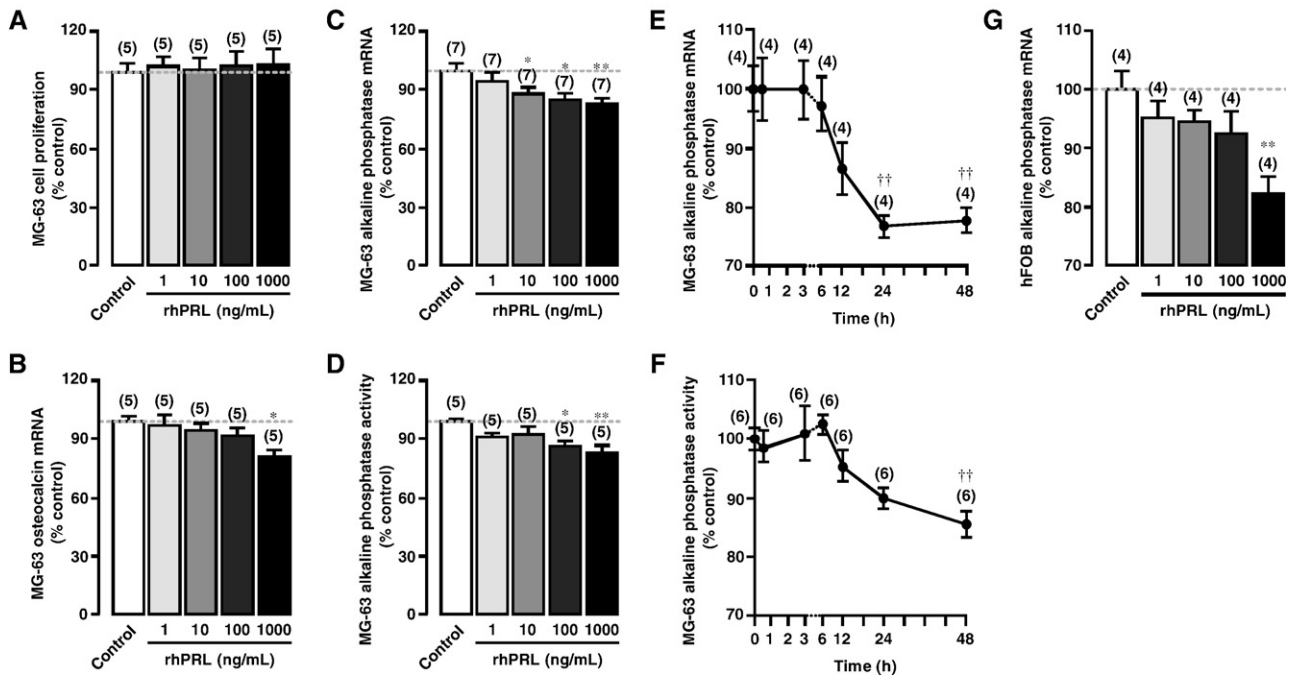 A
MG-63 cell proliferation
(% control)
120
90
60
30
0
(5) (5) (5) (5) (5)
Control
1 10 100 1000
rhPRL (ng/mL)
B
MG-63 osteocalcin mRNA
(% control)
120
90
60
30
0
(5) (5) (5) (5) * (5)
Control
1 10 100 1000
rhPRL (ng/mL)
C
MG-63 alkaline phosphatase mRNA
(% control)
120
90
60
30
0
* * **
(7) (7) (7) (7) (7)
Control
1 10 100 1000
rhPRL (ng/mL)
D
MG-63 alkaline phosphatase activity
(% control)
120
90
60
30
0
* **
(5) (5) (5) (5) (5)
Control
1 10 100 1000
rhPRL (ng/mL)
E
MG-63 alkaline phosphatase mRNA
(% control)
110
100
90
80
70
(4) (4) (4) (4) (4) †† (4) †† (4)
0 1 2 3 6 12 24 48
Time (h)
F
MG-63 alkaline phosphatase activity
(% control)
110
100
90
80
70
(6) (6) (6) (6) (6) (6) †† (6)
0 1 2 3 6 12 24 48
Time (h)
G
hFOB alkaline phosphatase mRNA
(% control)
110
100
90
80
70
(4) (4) (4) (4) ** (4)
Control
1 10 100 1000
rhPRL (ng/mL)